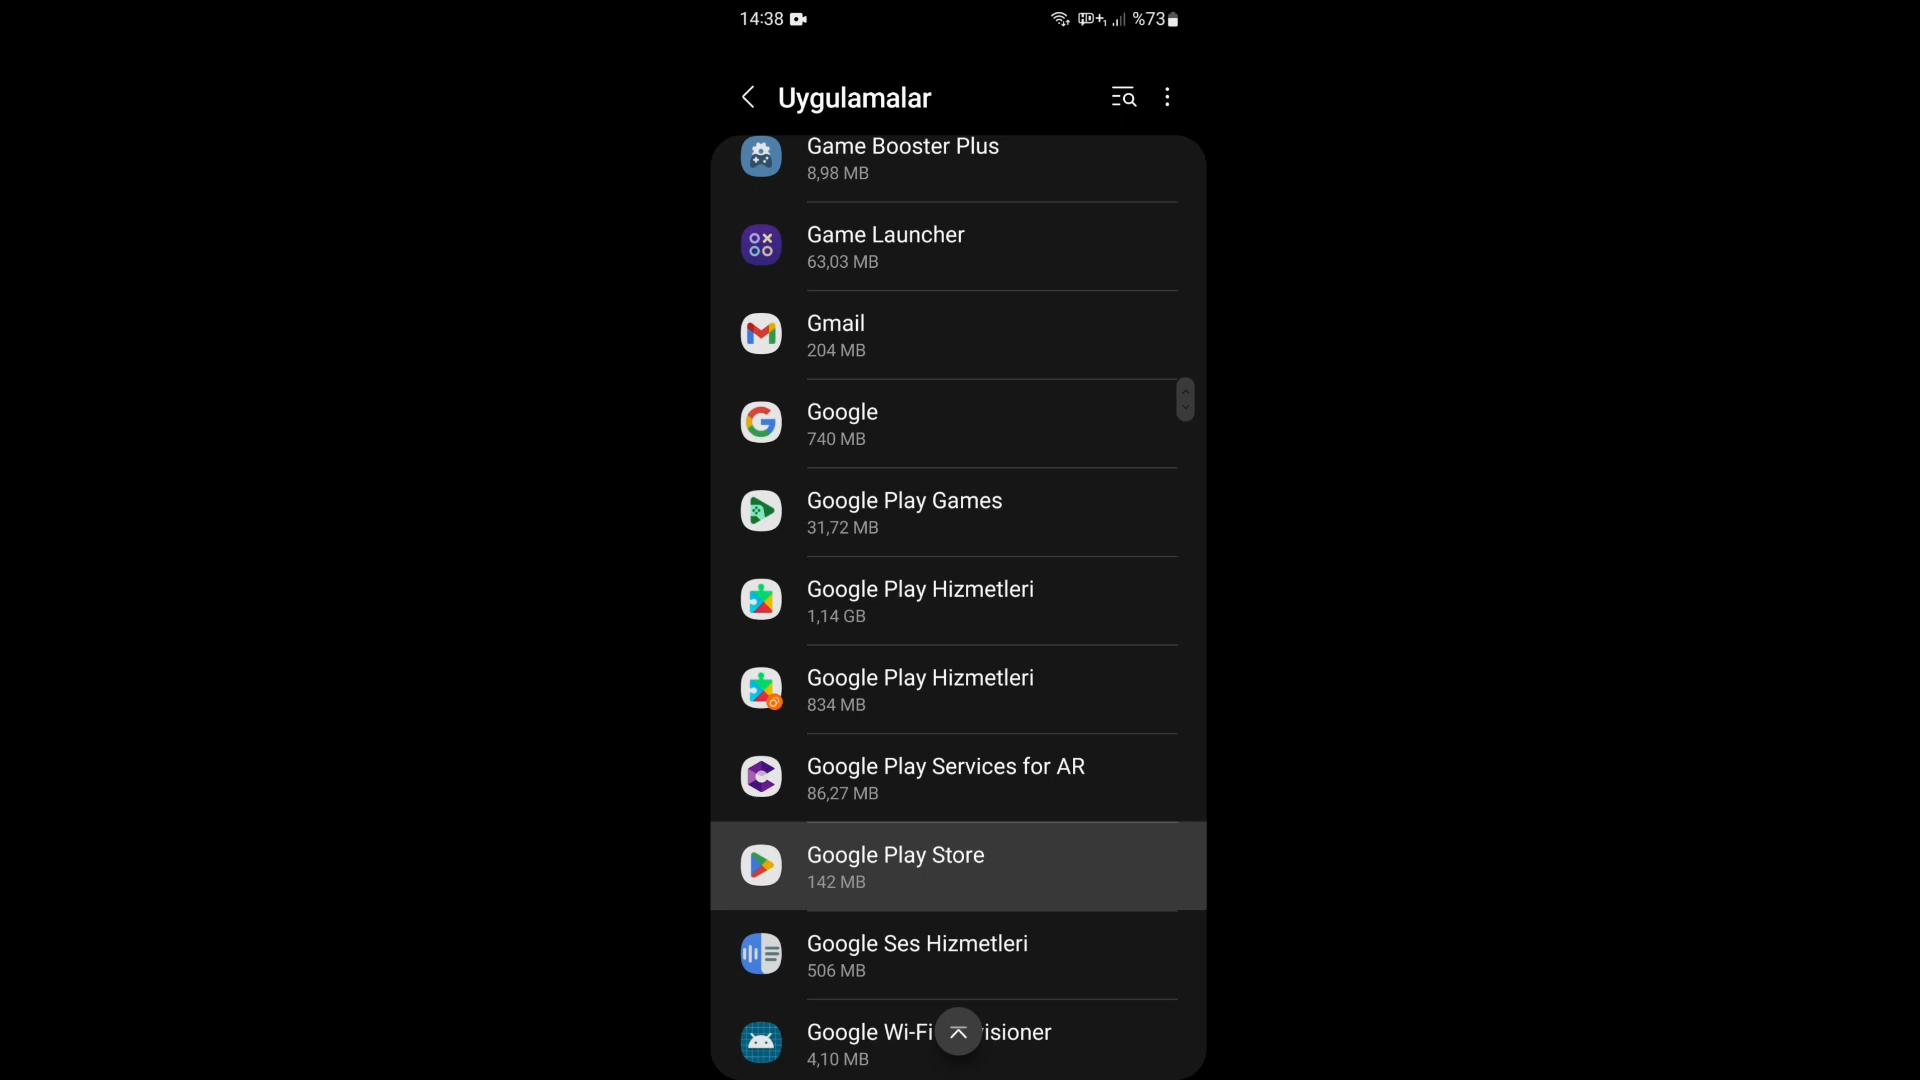 14:38 %73
Uygulamalar
Game Booster Plus
8,98 MB
Game Launcher
63,03 MB
Gmail
204 MB
Google
740 MB
Google Play Games
31,72 MB
Google Play Hizmetleri
1,14 GB
Google Play Hizmetleri
834 MB
Google Play Services for AR
86,27 MB
Google Play Store
142 MB
Google Ses Hizmetleri
506 MB
Google Wi-Fi visioner
4,10 MB